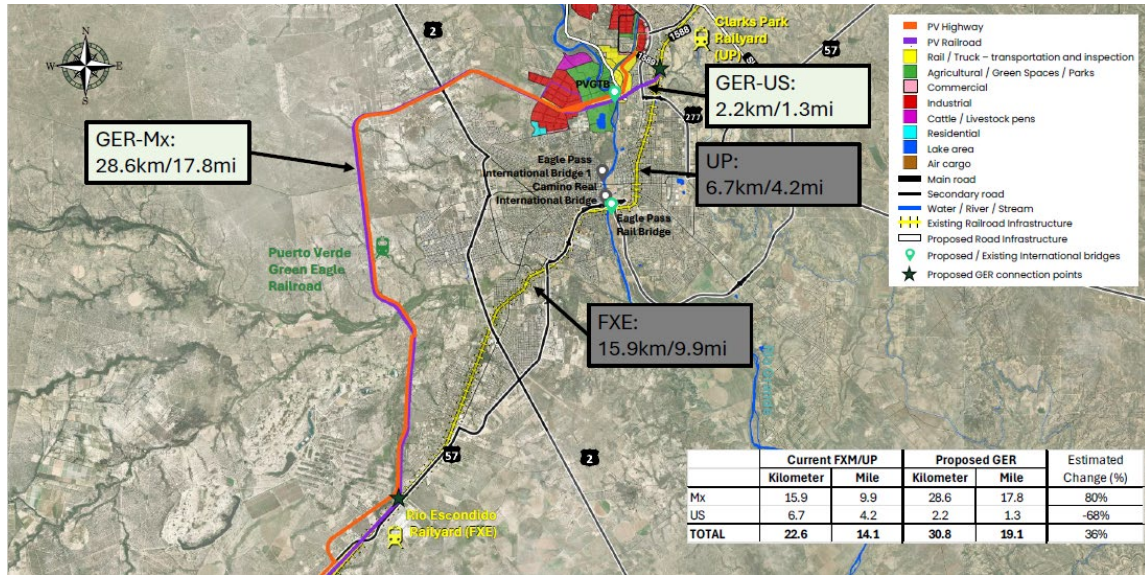 N
W
E
S
2
Clarks Park
Railyard
(UP)
1588
1589
57
PVGTB
GER-US:
2.2km/1.3mi
277
GER-Mx:
28.6km/17.8mi
UP:
6.7km/4.2mi
Eagle Pass
International Bridge 1
Camino Real
International Bridge
Eagle Pass
Rail Bridge
Puerto Verde
Green Eagle
Railroad
FXE:
15.9km/9.9mi
57
2
Río Escondido
Railyard (FXE)
PV Highway
PV Railroad
Rail / Truck – transportation and inspection
Agricultural / Green Spaces / Parks
Commercial
Industrial
Cattle / Livestock pens
Residential
Lake area
Air cargo
Main road
Secondary road
Water / River / Stream
Existing Railroad Infrastructure
Proposed Road Infrastructure
Proposed / Existing International bridges
Proposed GER connection points
Current FXM/UP Proposed GER Estimated
Kilometer Mile Kilometer Mile Change (%)
Mx 15.9 9.9 28.6 17.8 80%
US 6.7 4.2 2.2 1.3 -68%
TOTAL 22.6 14.1 30.8 19.1 36%